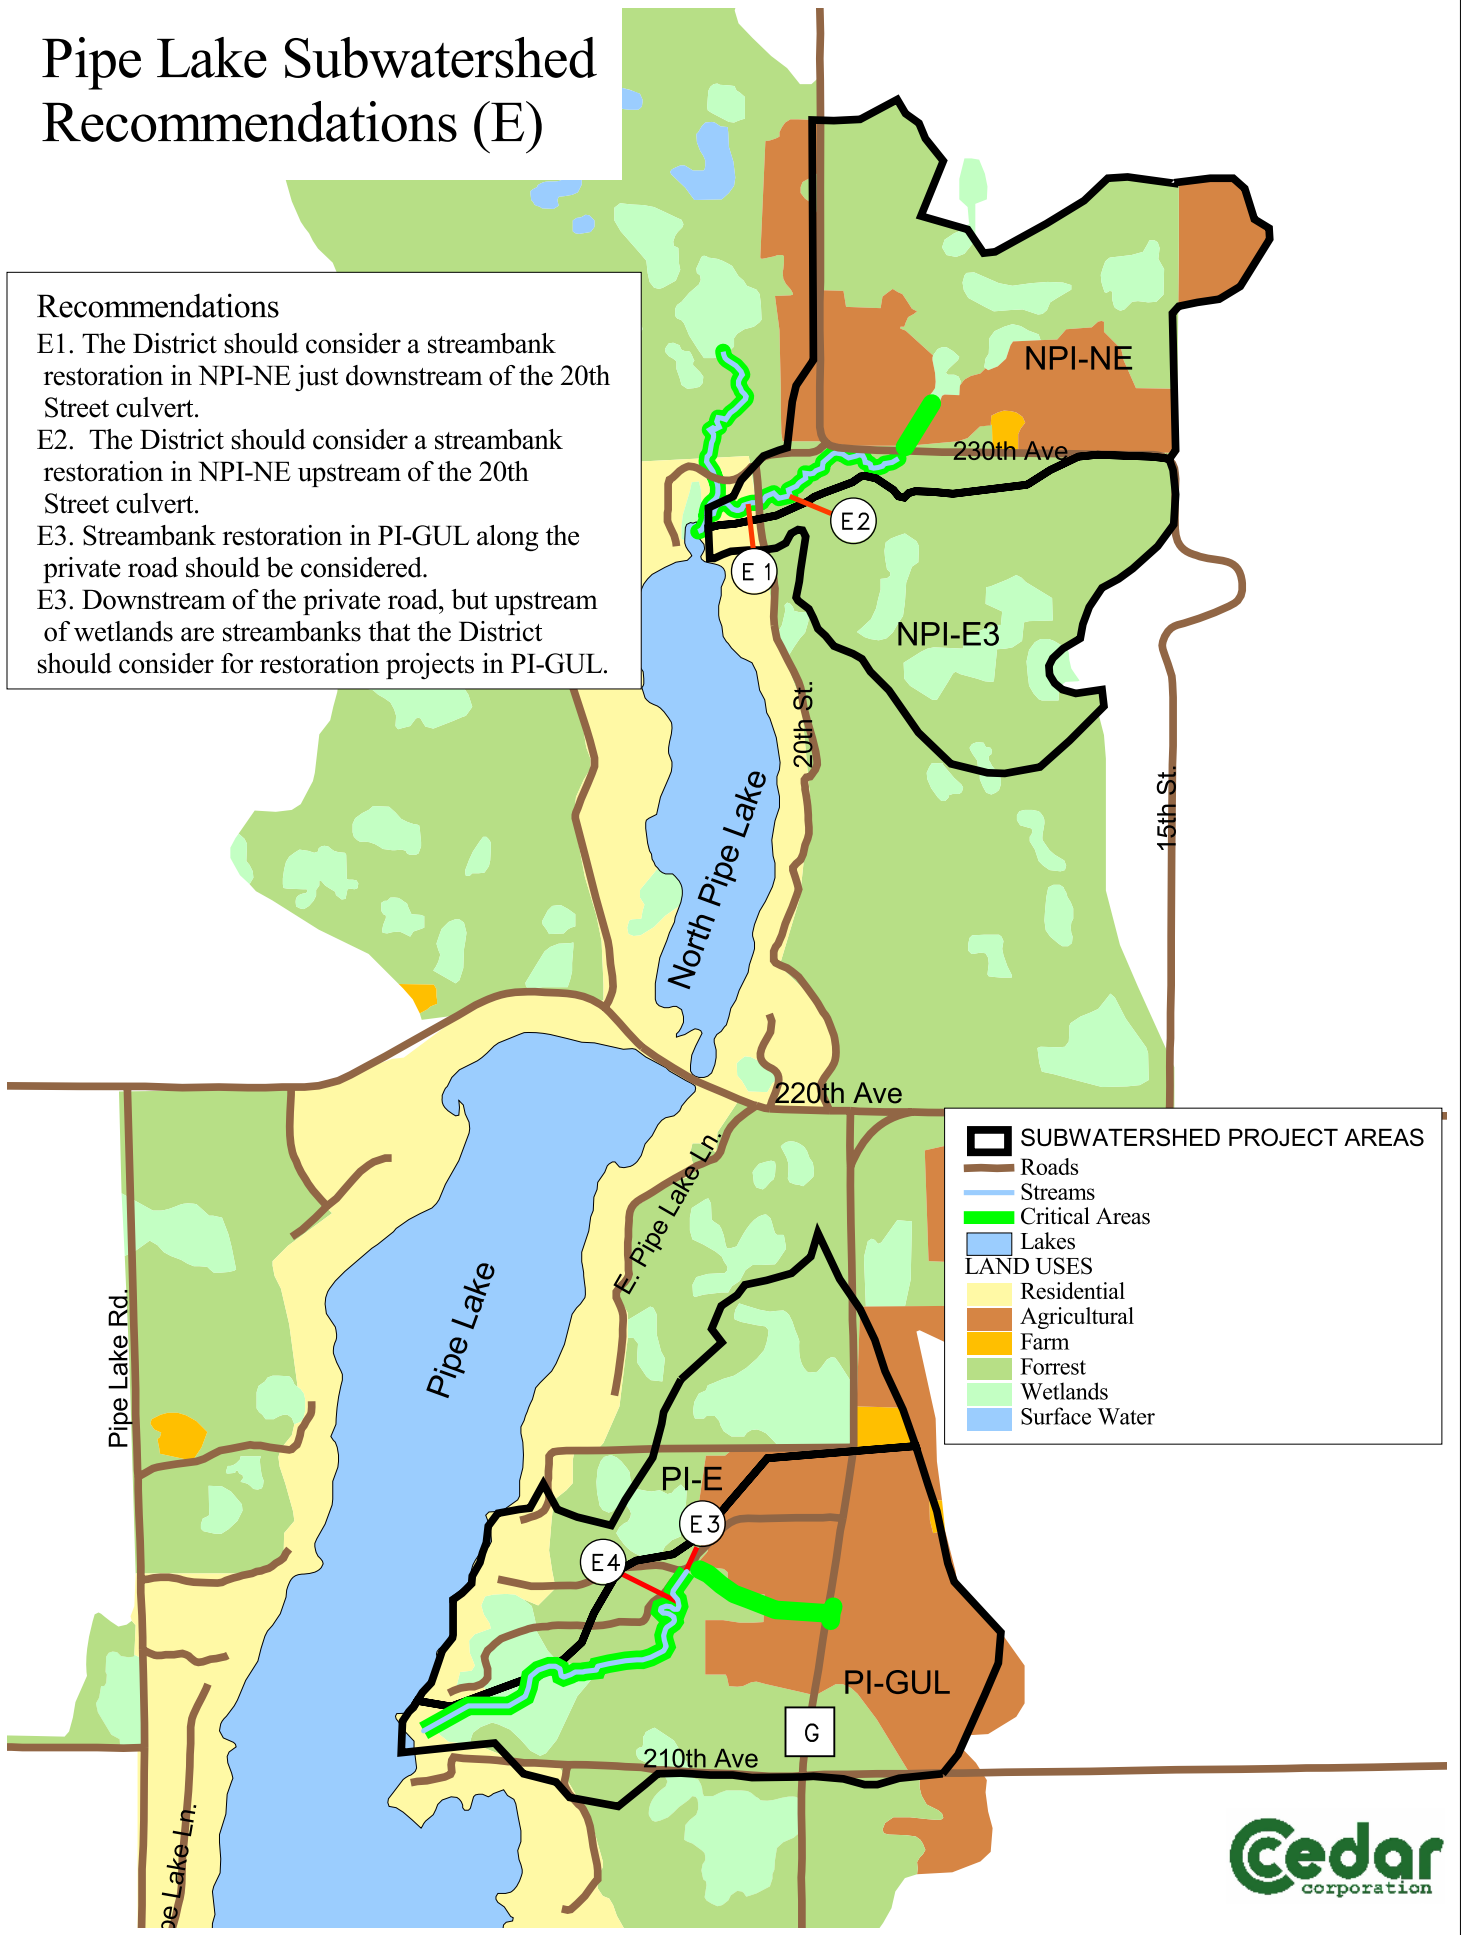 Pipe Lake Subwatershed
Recommendations (E)
Recommendations
E1. The District should consider a streambank
restoration in NPI-NE just downstream of the 20th
Street culvert.
E2.  The District should consider a streambank
restoration in NPI-NE upstream of the 20th
Street culvert.
E3. Streambank restoration in PI-GUL along the
private road should be considered.
E3. Downstream of the private road, but upstream
of wetlands are streambanks that the District
should consider for restoration projects in PI-GUL.
NPI-NE
230th Ave
E2
E1
NPI-E3
20th St.
15th St.
North Pipe Lake
220th Ave
E. Pipe Lake Ln.
Pipe Lake
Pipe Lake Rd.
SUBWATERSHED PROJECT AREAS
Roads
Streams
Critical Areas
Lakes
LAND USES
Residential
Agricultural
Farm
Forrest
Wetlands
Surface Water
PI-E
E3
E4
PI-GUL
G
210th Ave
pe Lake Ln.
Cedar
corporation